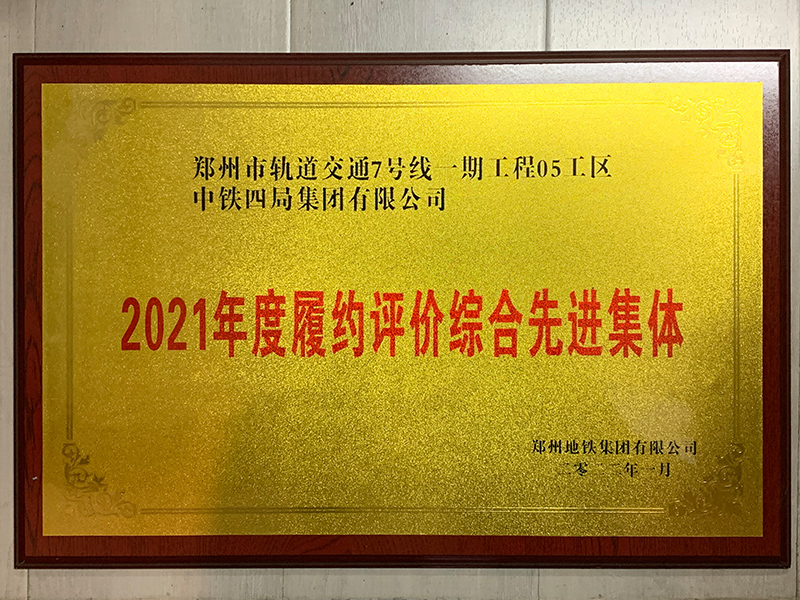 郑州市轨道交通7号线一期工程05工区
中铁四局集团有限公司
2021年度履约评价综合先进集体
郑州地铁集团有限公司
二零二二年一月